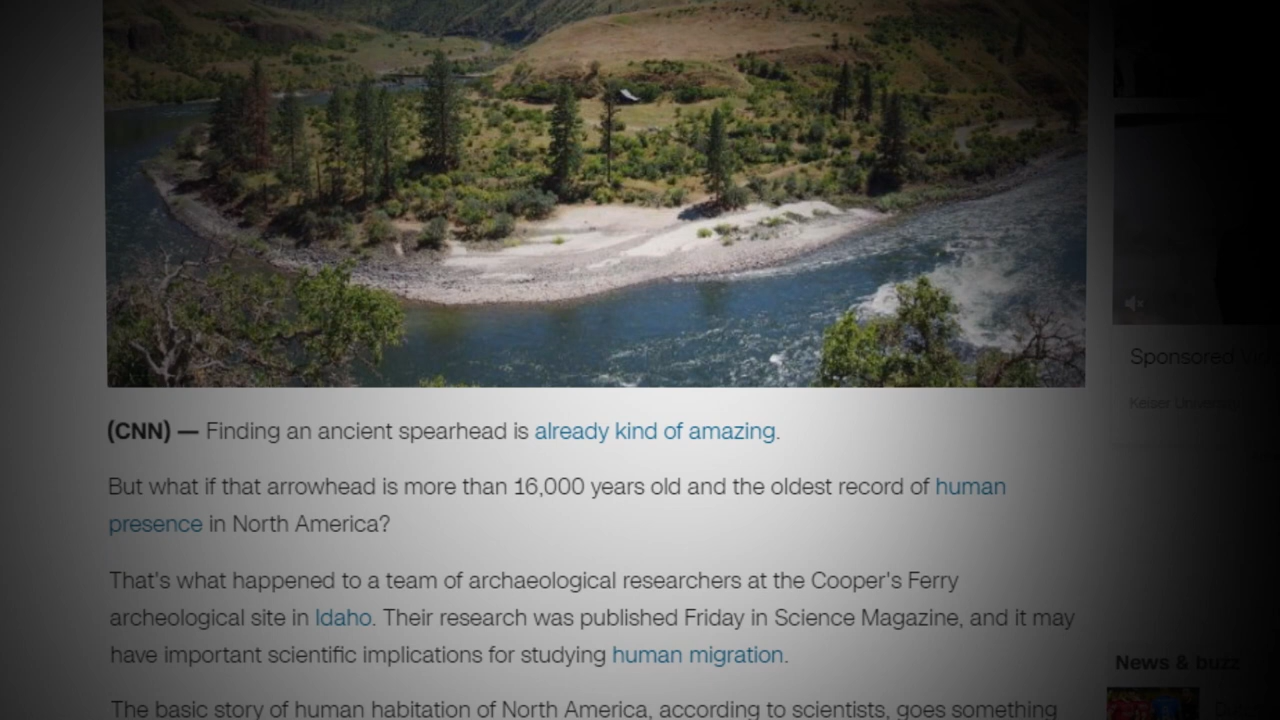 (CNN) — Finding an ancient spearhead is already kind of amazing.
But what if that arrowhead is more than 16,000 years old and the oldest record of human
presence in North America?
That's what happened to a team of archaeological researchers at the Cooper's Ferry
archeological site in Idaho. Their research was published Friday in Science Magazine, and it may
have important scientific implications for studying human migration.
The basic story of human habitation of North America, according to scientists, goes something
Sponsored
Keiser
News & buzz